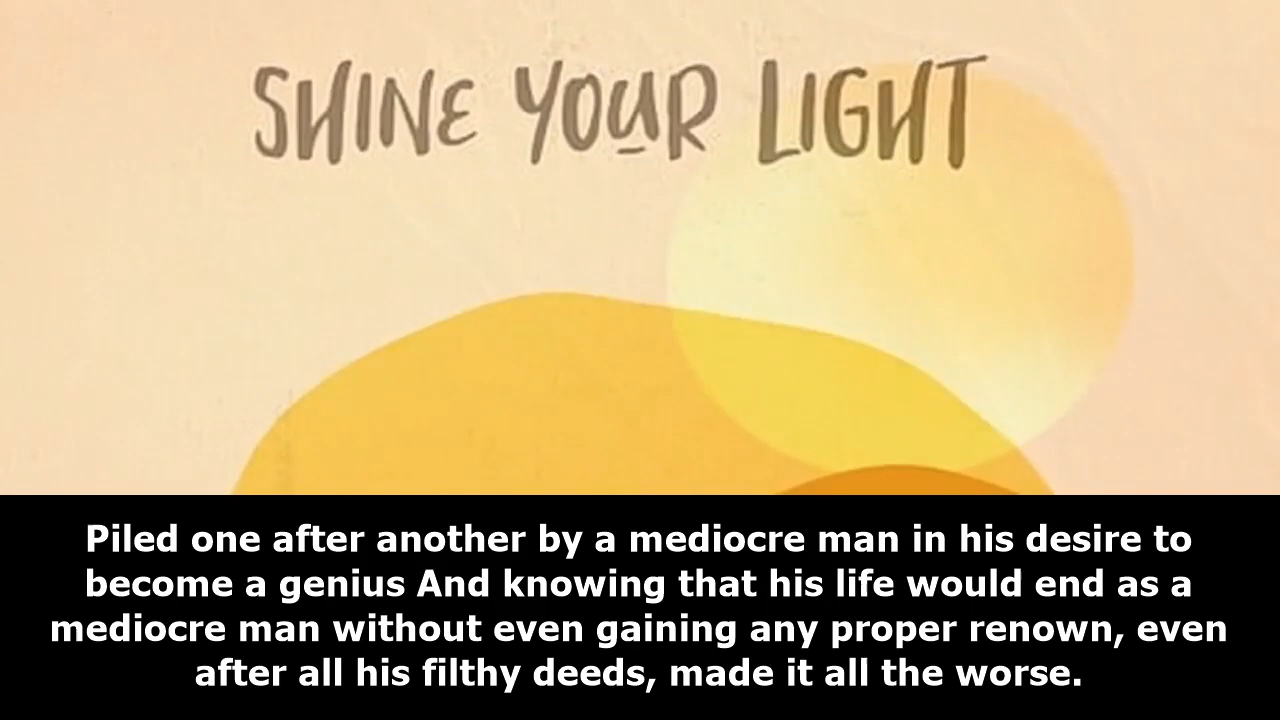 SHINE YOUR LIGHT
Piled one after another by a mediocre man in his desire to
become a genius And knowing that his life would end as a
mediocre man without even gaining any proper renown, even
after all his filthy deeds, made it all the worse.